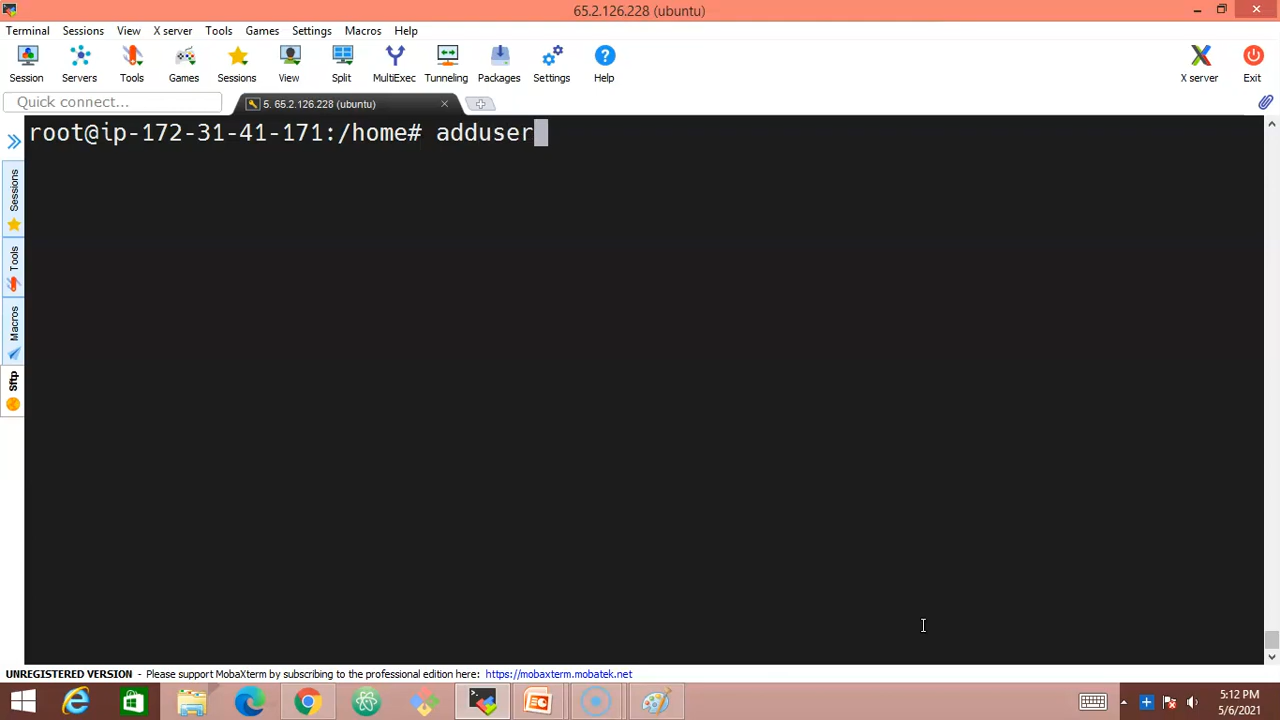 65.2.126.228 (ubuntu)
Terminal Sessions View X server Tools Games Settings Macros Help
Session Servers Tools Games Sessions View Split MultiExec Tunneling Packages Settings Help X server Exit
Quick connect...
5. 65.2.126.228 (ubuntu)
root@ip-172-31-41-171:/home# adduser
Sessions
Tools
Macros
Sftp
UNREGISTERED VERSION - Please support MobaXterm by subscribing to the professional edition here: https://mobaxterm.mobatek.net
5:12 PM
5/6/2021